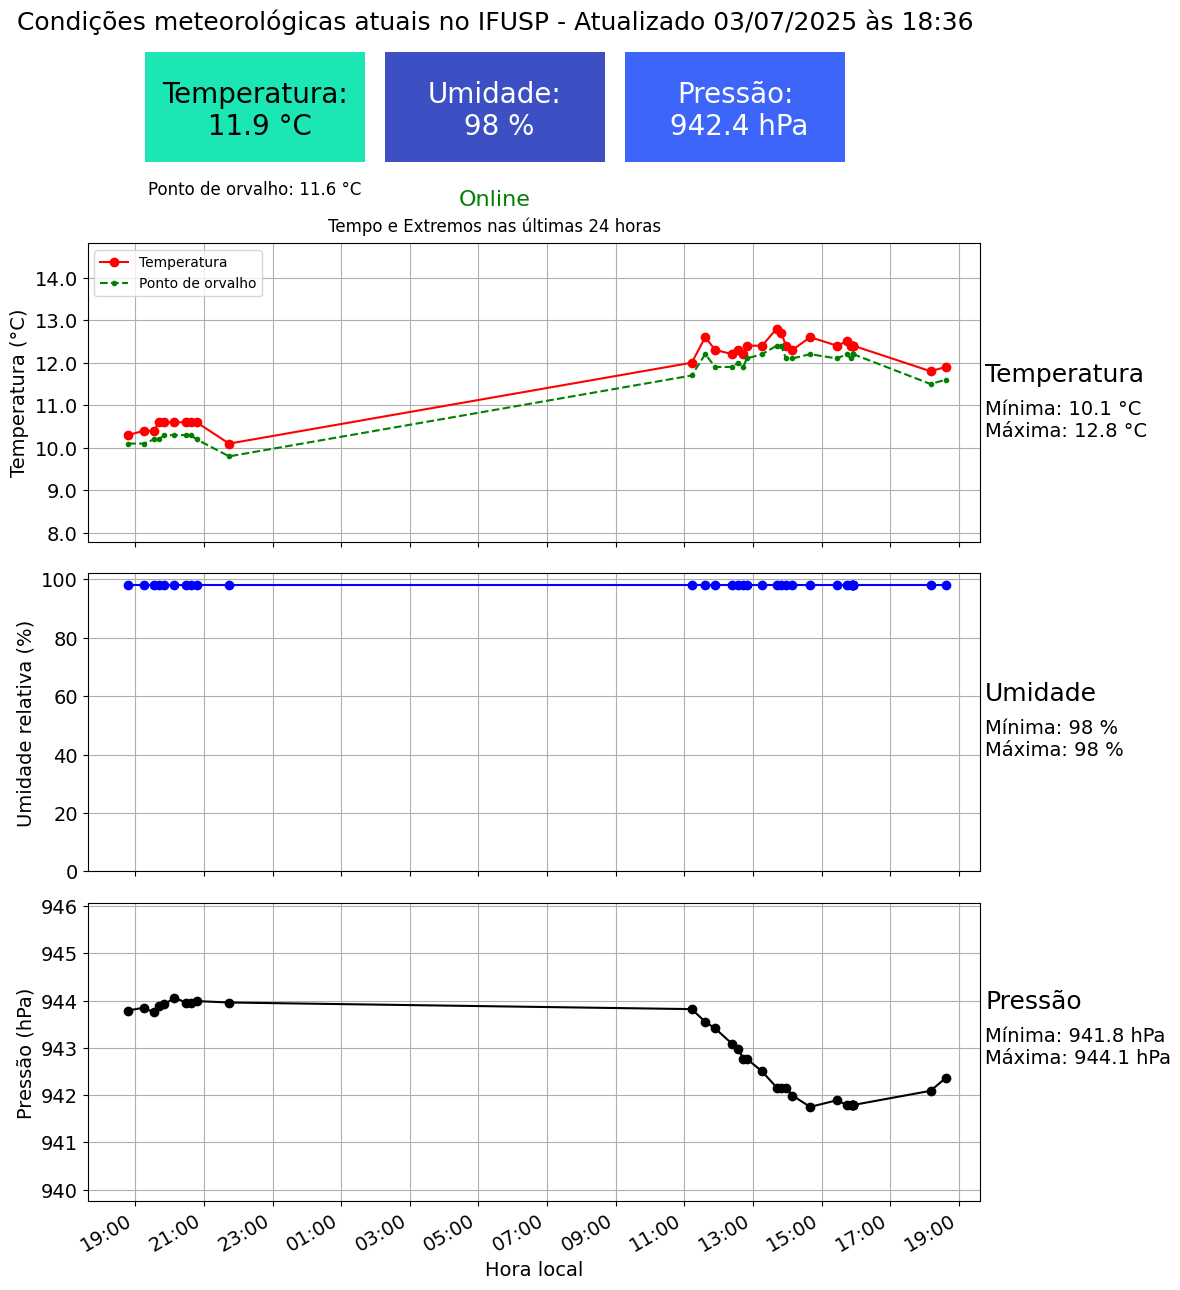 Condições meteorológicas atuais no IFUSP - Atualizado 03/07/2025 às 18:36
Temperatura:
11.9 °C
Umidade:
98 %
Pressão:
942.4 hPa
Ponto de orvalho: 11.6 °C
Online
Tempo e Extremos nas últimas 24 horas
Temperatura
Ponto de orvalho
Temperatura (°C)
14.0
13.0
12.0
11.0
10.0
9.0
8.0
Temperatura
Mínima: 10.1 °C
Máxima: 12.8 °C
Umidade relativa (%)
100
80
60
40
20
0
Umidade
Mínima: 98 %
Máxima: 98 %
Pressão (hPa)
946
945
944
943
942
941
940
Pressão
Mínima: 941.8 hPa
Máxima: 944.1 hPa
19:00
21:00
23:00
01:00
03:00
05:00
07:00
09:00
11:00
13:00
15:00
17:00
19:00
Hora local